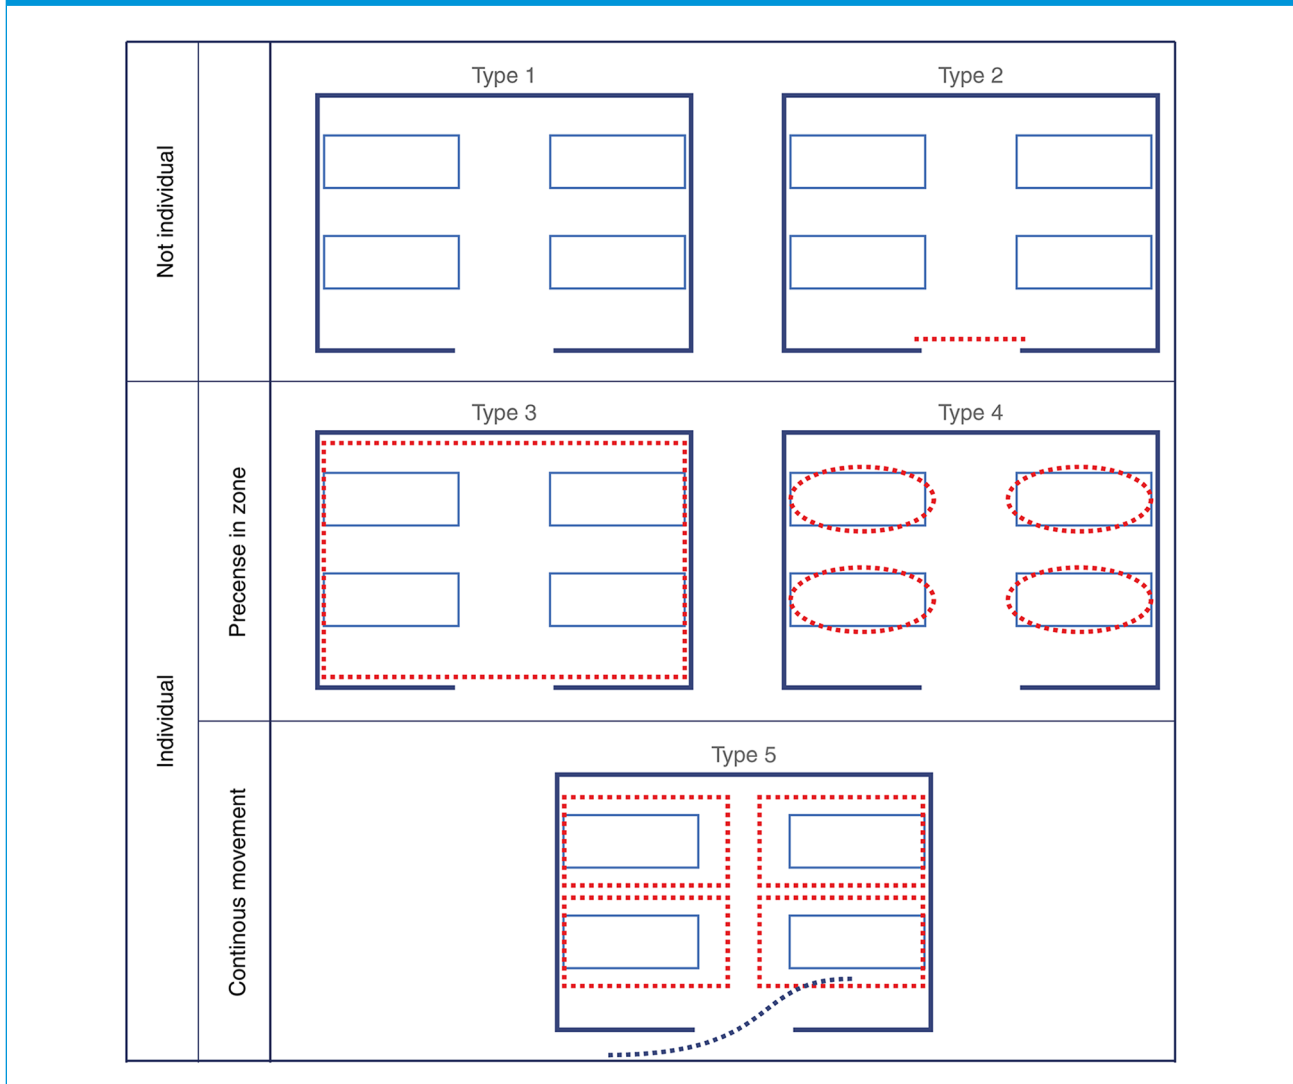 Type 1
Type 2
Not individual
Type 3
Type 4
Precense in zone
Individual
Type 5
Continous movement